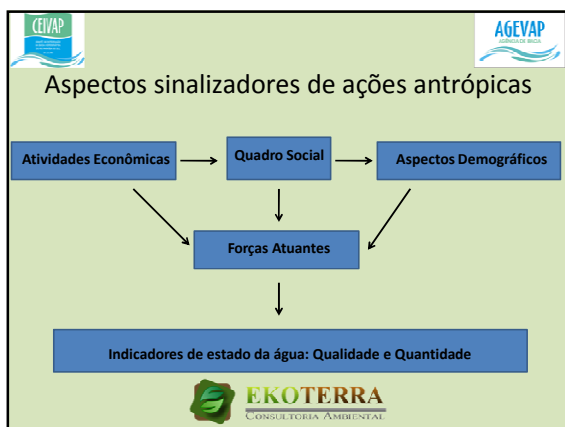 CEIVAP
AGEVAP
AGÊNCIA DE BACIA
Aspectos sinalizadores de ações antrópicas
Atividades Econômicas
Quadro Social
Aspectos Demográficos
Forças Atuantes
Indicadores de estado da água: Qualidade e Quantidade
EKOTERRA
CONSULTORIA AMBIENTAL